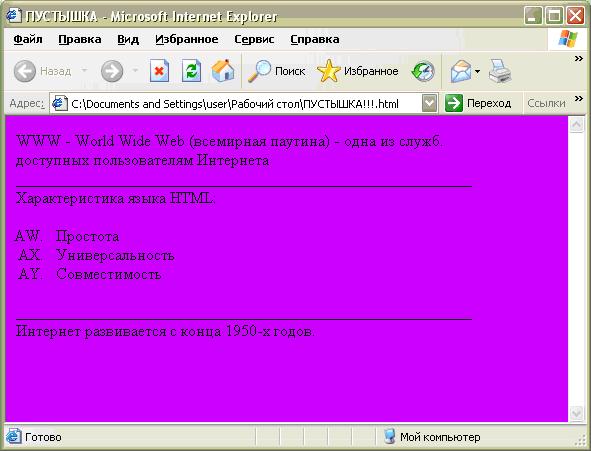 ПУСТЫШКА - Microsoft Internet Explorer
Файл Правка Вид Избранное Сервис Справка
Назад Поиск Избранное
Адрес: C:\Documents and Settings\user\Рабочий стол\ПУСТЫШКА!!!.html Переход Ссылки
WWW - World Wide Web (всемирная паутина) - одна из служб.
доступных пользователям Интернета
Характеристика языка HTML.
AW. Простота
AX. Универсальность
AY. Совместимость
Интернет развивается с конца 1950-х годов.
Готово Мой компьютер